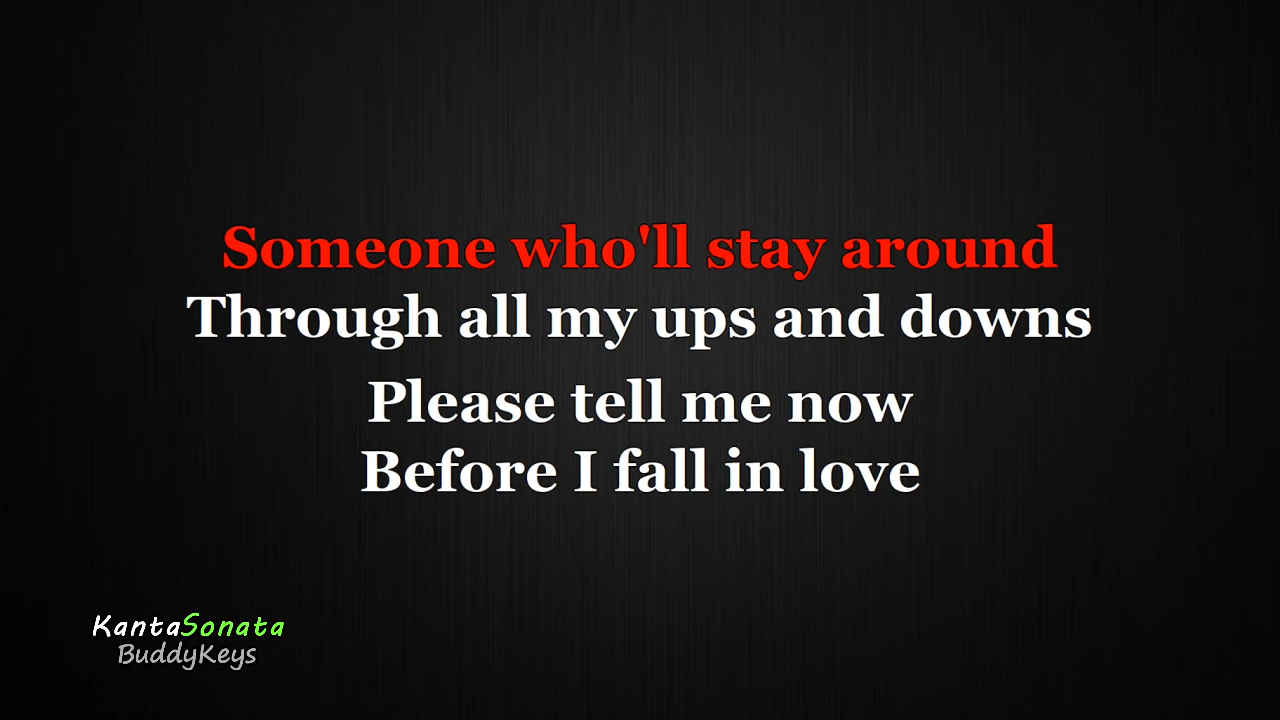 Someone who'll stay around
Through all my ups and downs
Please tell me now
Before I fall in love
KantaSonata
BuddyKeys